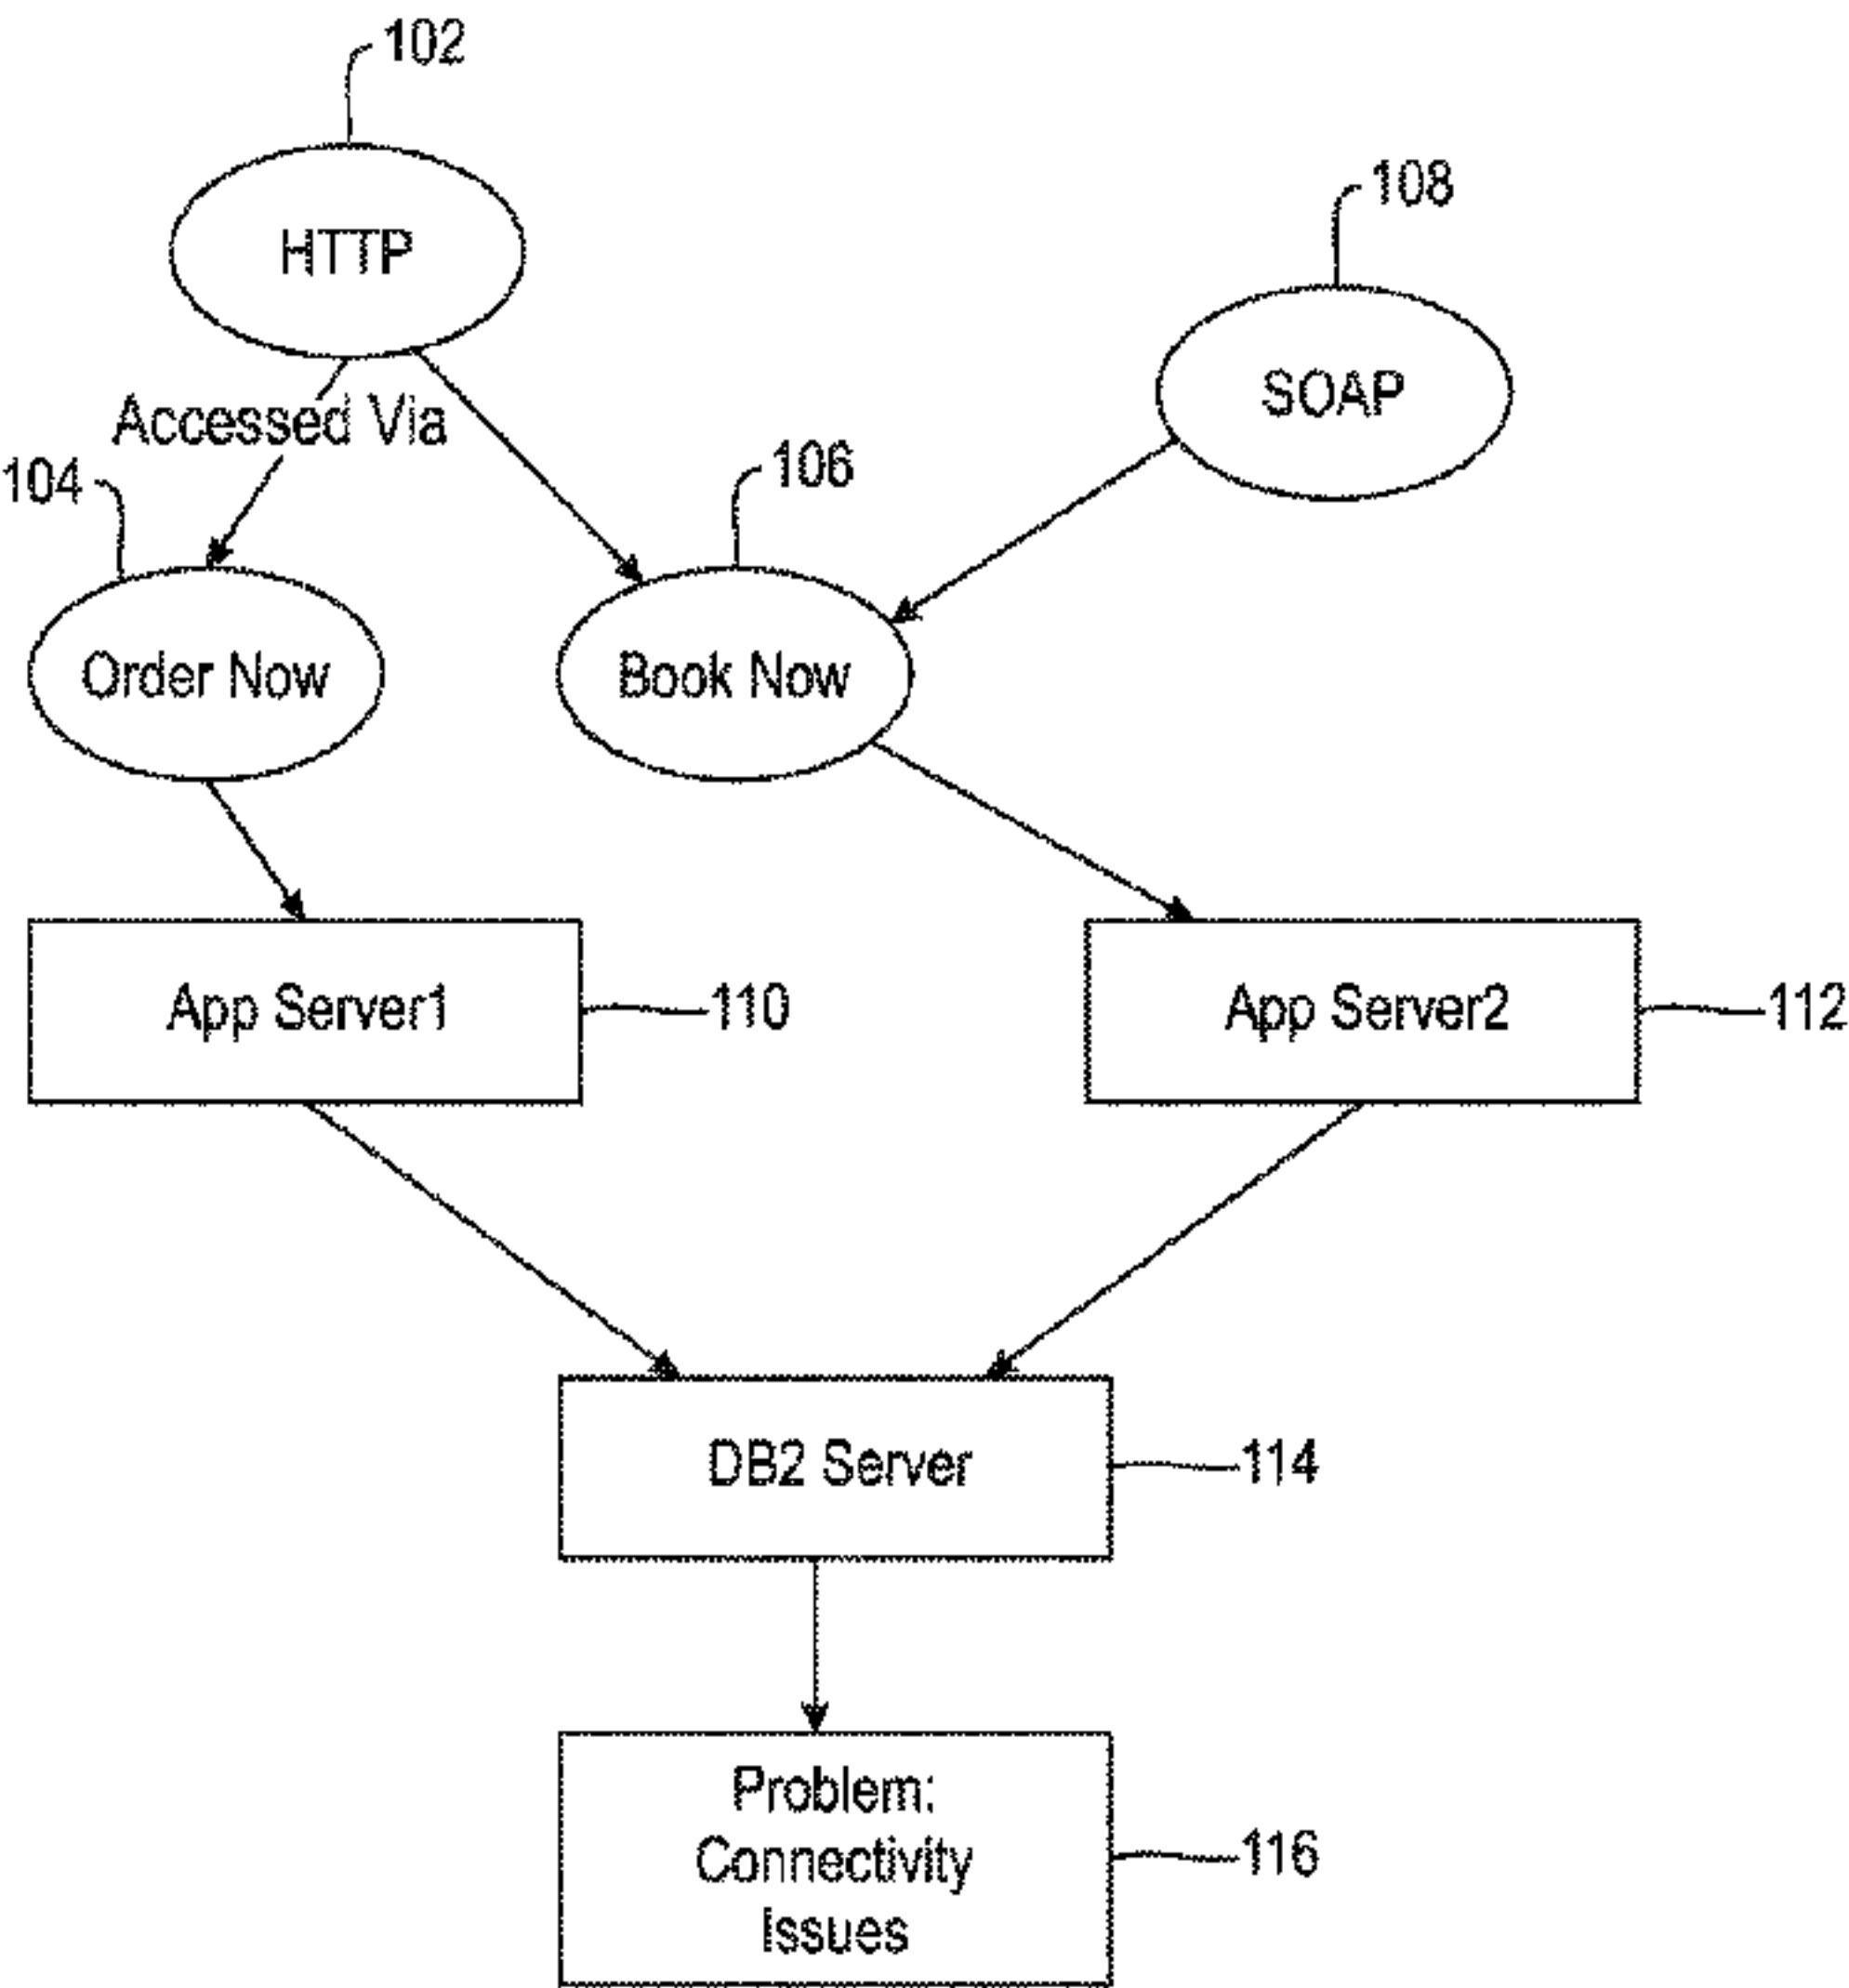 102
108
HTTP
SOAP
Accessed Via
104
106
Order Now
Book Now
App Server1
110
App Server2
112
DB2 Server
114
Problem:
Connectivity
Issues
116